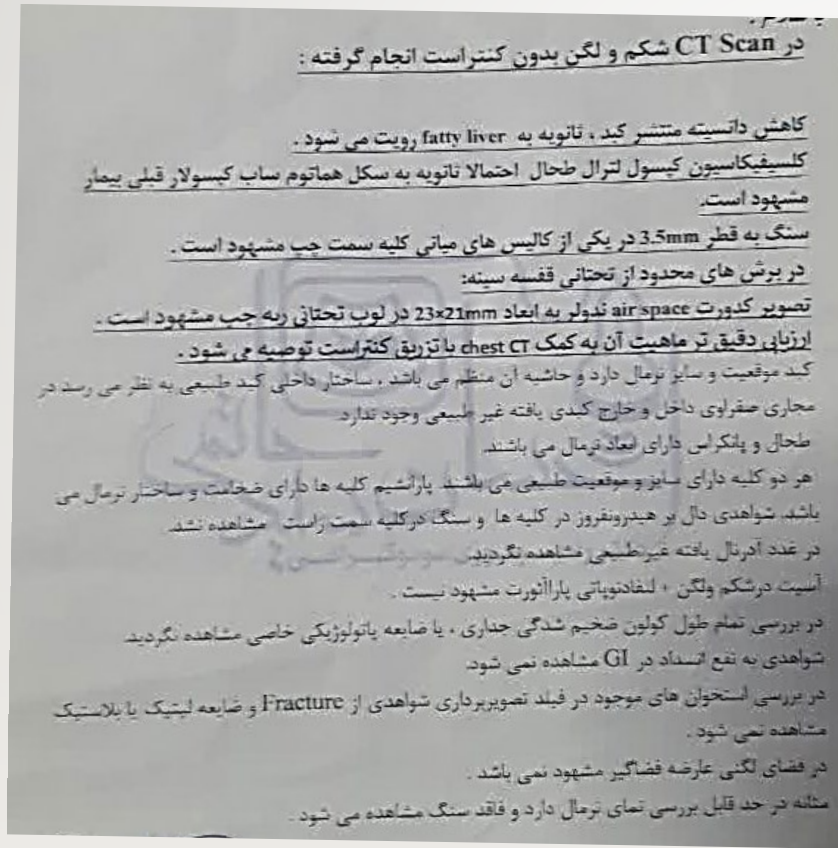 در CT Scan شکم و لگن بدون کنتراست انجام گرفته :
کاهش دانسیته منتشر کبد ، ثانویه به fatty liver رویت می شود .
کلسیفیکاسیون کپسول لترال طحال احتمالا ثانویه به سکل هماتوم ساب کپسولار قبلی بیمار
مشهود است.
سنگ به قطر 3.5mm در یکی از کالیس های میانی کلیه سمت چپ مشهود است .
در برش های محدود از تحتانی قفسه سینه:
تصویر کدورت air space ندولر به ابعاد 23×21mm در لوب تحتانی ریه چپ مشهود است .
ارزیابی دقیق تر ماهیت آن به کمک chest CT با تزریق کنتراست توصیه می شود .
کبد موقعیت و سایز نرمال دارد و حاشیه آن منظم می باشد ، ساختار داخلی کبد طبیعی به نظر می رسد در
مجاری صفراوی داخل و خارج کبدی یافته غیر طبیعی وجود ندارد.
طحال و پانکراس دارای ابعاد نرمال می باشند.
هر دو کلیه دارای سایز و موقعیت طبیعی می باشند. پارانشیم کلیه ها دارای ضخامت و ساختار نرمال می
باشد. شواهدی دال بر هیدرونفروز در کلیه ها و سنگ درکلیه سمت راست مشاهده نشد.
در غدد آدرنال یافته غیرطبیعی مشاهده نگردید.
آسیت درشکم ولگن + لنفادنوپاتی پاراآئورت مشهود نیست .
در بررسی تمام طول کولون ضخیم شدگی جداری ، یا ضایعه پاتولوژیکی خاصی مشاهده نگردید.
شواهدی به نفع انسداد در GI مشاهده نمی شود.
در بررسی استخوان های موجود در فیلد تصویربرداری شواهدی از Fracture و ضایعه لیتیک یا بلاستیک
مشاهده نمی شود .
در فضای لگنی عارضه فضاگیر مشهود نمی باشد .
مثانه در حد قابل بررسی نمای نرمال دارد و فاقد سنگ مشاهده می شود .